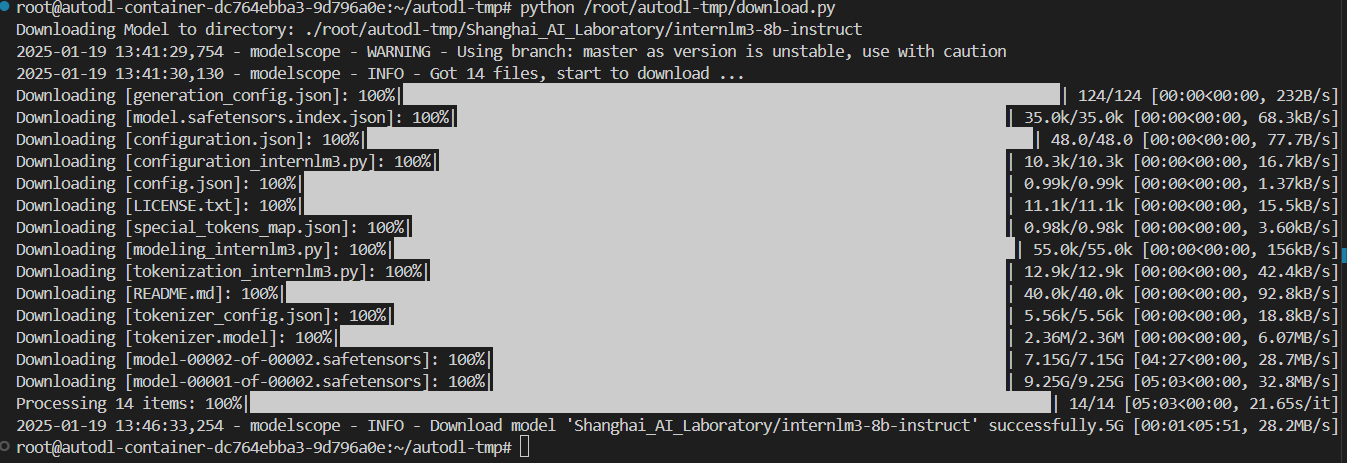 root@autodl-container-dc764ebba3-9d796a0e:~/autodl-tmp# python /root/autodl-tmp/download.py
Downloading Model to directory: ./root/autodl-tmp/Shanghai_AI_Laboratory/internlm3-8b-instruct
2025-01-19 13:41:29,754 - modelscope - WARNING - Using branch: master as version is unstable, use with caution
2025-01-19 13:41:30,130 - modelscope - INFO - Got 14 files, start to download ...
Downloading [generation_config.json]: 100%| | 124/124 [00:00<00:00, 232B/s]
Downloading [model.safetensors.index.json]: 100%| | 35.0k/35.0k [00:00<00:00, 68.3kB/s]
Downloading [configuration.json]: 100%| | 48.0/48.0 [00:00<00:00, 77.7B/s]
Downloading [configuration_internlm3.py]: 100%| | 10.3k/10.3k [00:00<00:00, 16.7kB/s]
Downloading [config.json]: 100%| | 0.99k/0.99k [00:00<00:00, 1.37kB/s]
Downloading [LICENSE.txt]: 100%| | 11.1k/11.1k [00:00<00:00, 15.5kB/s]
Downloading [special_tokens_map.json]: 100%| | 0.98k/0.98k [00:00<00:00, 3.60kB/s]
Downloading [modeling_internlm3.py]: 100%| | 55.0k/55.0k [00:00<00:00, 156kB/s]
Downloading [tokenization_internlm3.py]: 100%| | 12.9k/12.9k [00:00<00:00, 42.4kB/s]
Downloading [README.md]: 100%| | 40.0k/40.0k [00:00<00:00, 92.8kB/s]
Downloading [tokenizer_config.json]: 100%| | 5.56k/5.56k [00:00<00:00, 18.8kB/s]
Downloading [tokenizer.model]: 100%| | 2.36M/2.36M [00:00<00:00, 6.07MB/s]
Downloading [model-00002-of-00002.safetensors]: 100%| | 7.15G/7.15G [04:27<00:00, 28.7MB/s]
Downloading [model-00001-of-00002.safetensors]: 100%| | 9.25G/9.25G [05:03<00:00, 32.8MB/s]
Processing 14 items: 100%| | 14/14 [05:03<00:00, 21.65s/it]
2025-01-19 13:46:33,254 - modelscope - INFO - Download model 'Shanghai_AI_Laboratory/internlm3-8b-instruct' successfully.5G [00:01<05:51, 28.2MB/s]
root@autodl-container-dc764ebba3-9d796a0e:~/autodl-tmp#